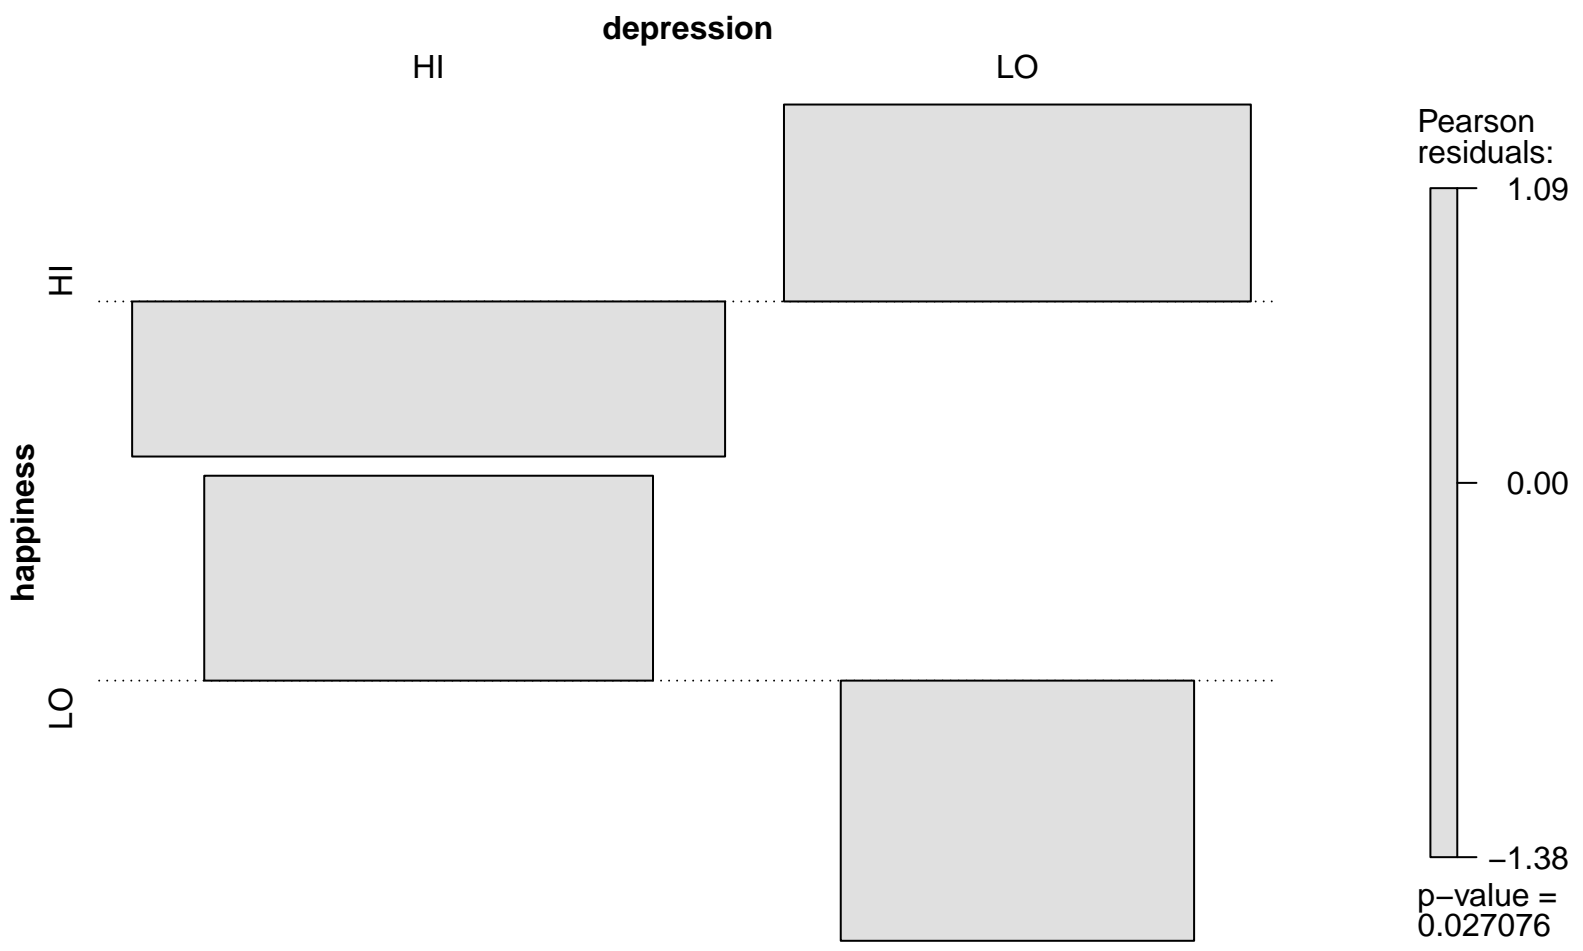 depression
HI LO
Pearson
residuals:
1.09
HI
happiness
0.00
LO
−1.38
p−value =
0.027076